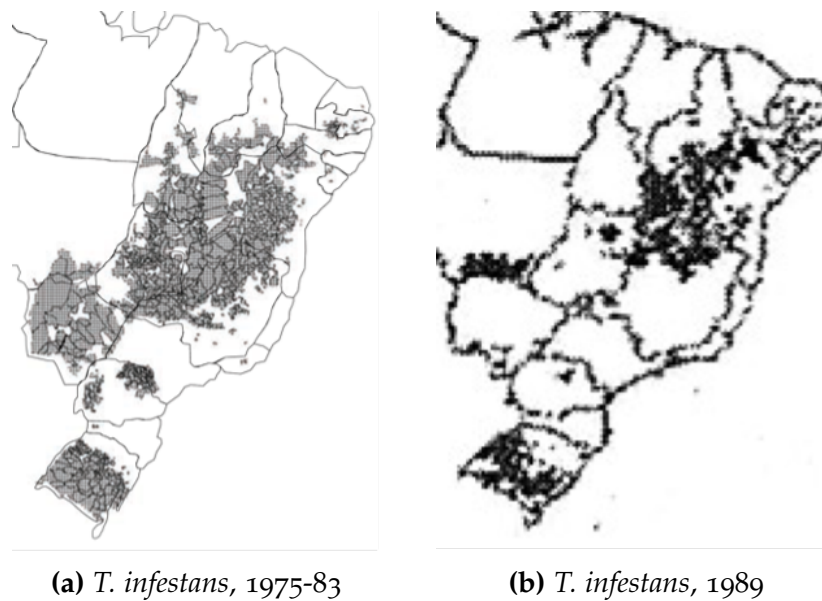 (a) T. infestans, 1975-83
(b) T. infestans, 1989